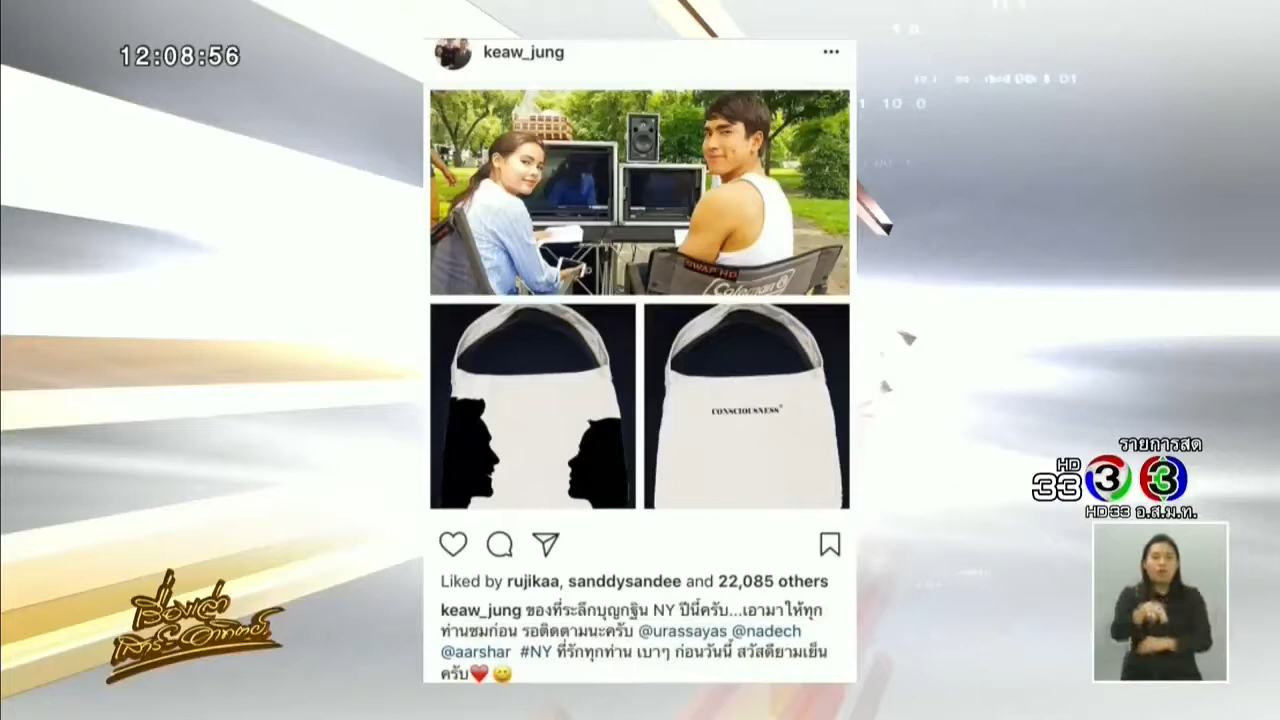 12:08:56
keaw_jung
SWAP HD
Coleman
CONSCIOUSNESS
Liked by rujikaa, sanddysandee and 22,085 others
keaw_jung ของที่ระลึกบุญกฐิน NY ปีนี้ครับ...เอามาให้ทุก
ท่านชมก่อน รอติดตามนะครับ @urassayas @nadech
@aarshar #NY ที่รักทุกท่าน เบาๆ ก่อนวันนี้ สวัสดียามเย็น
ครับ❤️😀
รายการสด
HD
33 3 3
HD33 อ.ส.ม.ท.
เรื่องเล่า
เสาร์-อาทิตย์